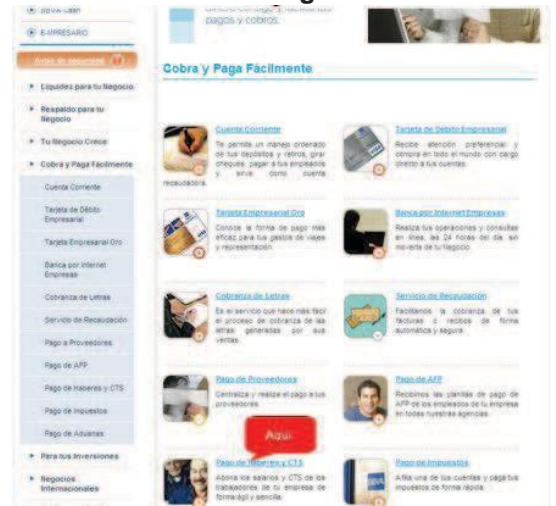 BBVA Cash
EMPRESARIO
pagos y cobros.
Cobra y Paga Fácilmente
Liquidez para tu Negocio
Respaldo para tu
Negocio
Tu Negocio Crece
Cobra y Paga Fácilmente
Cuenta Corriente
Tarjeta de Débito
Empresarial
Tarjeta Empresarial Oro
Banca por Internet
Empresas
Cobranza de Letras
Servicio de Recaudación
Pago a Proveedores
Pago de AFP
Pago de Haberes y CTS
Pago de Impuestos
Pago de Aduanas
Para tus Inversiones
Negocios
Internacionales
Cuenta Corriente
Te permite un manejo ordenado
de tus depósitos y retiros, girar
cheques, pagar a tus empleados
y sirve como cuenta
recaudadora.
Tarjeta de Débito Empresarial
Recibe atención preferencial y
compra en todo el mundo con cargo
directo a tus cuentas.
Tarjeta Empresarial Oro
Conoce la forma de pago más
eficaz para tus gastos de viajes
y representación.
Banca por Internet Empresas
Realiza tus operaciones y consultas
en línea, las 24 horas del día, sin
moverte de tu Negocio.
Cobranza de Letras
Es el servicio que hace más fácil
el proceso de cobranza de las
letras generadas por sus
ventas.
Servicio de Recaudación
Facilitamos la cobranza de tus
facturas o recibos de forma
automática y segura.
Pago de Proveedores
Centraliza y realiza el pago a tus
proveedores.
Pago de AFP
Recibimos las planillas de pago de
AFP de los empleados de tu empresa
en todas nuestras agencias.
Aquí
Pago de Haberes y CTS
Abona los salarios y CTS de los
trabajadores de tu empresa de
forma ágil y sencilla.
Pago de Impuestos
Afilia una de tus cuentas y paga tus
impuestos de forma rápida.